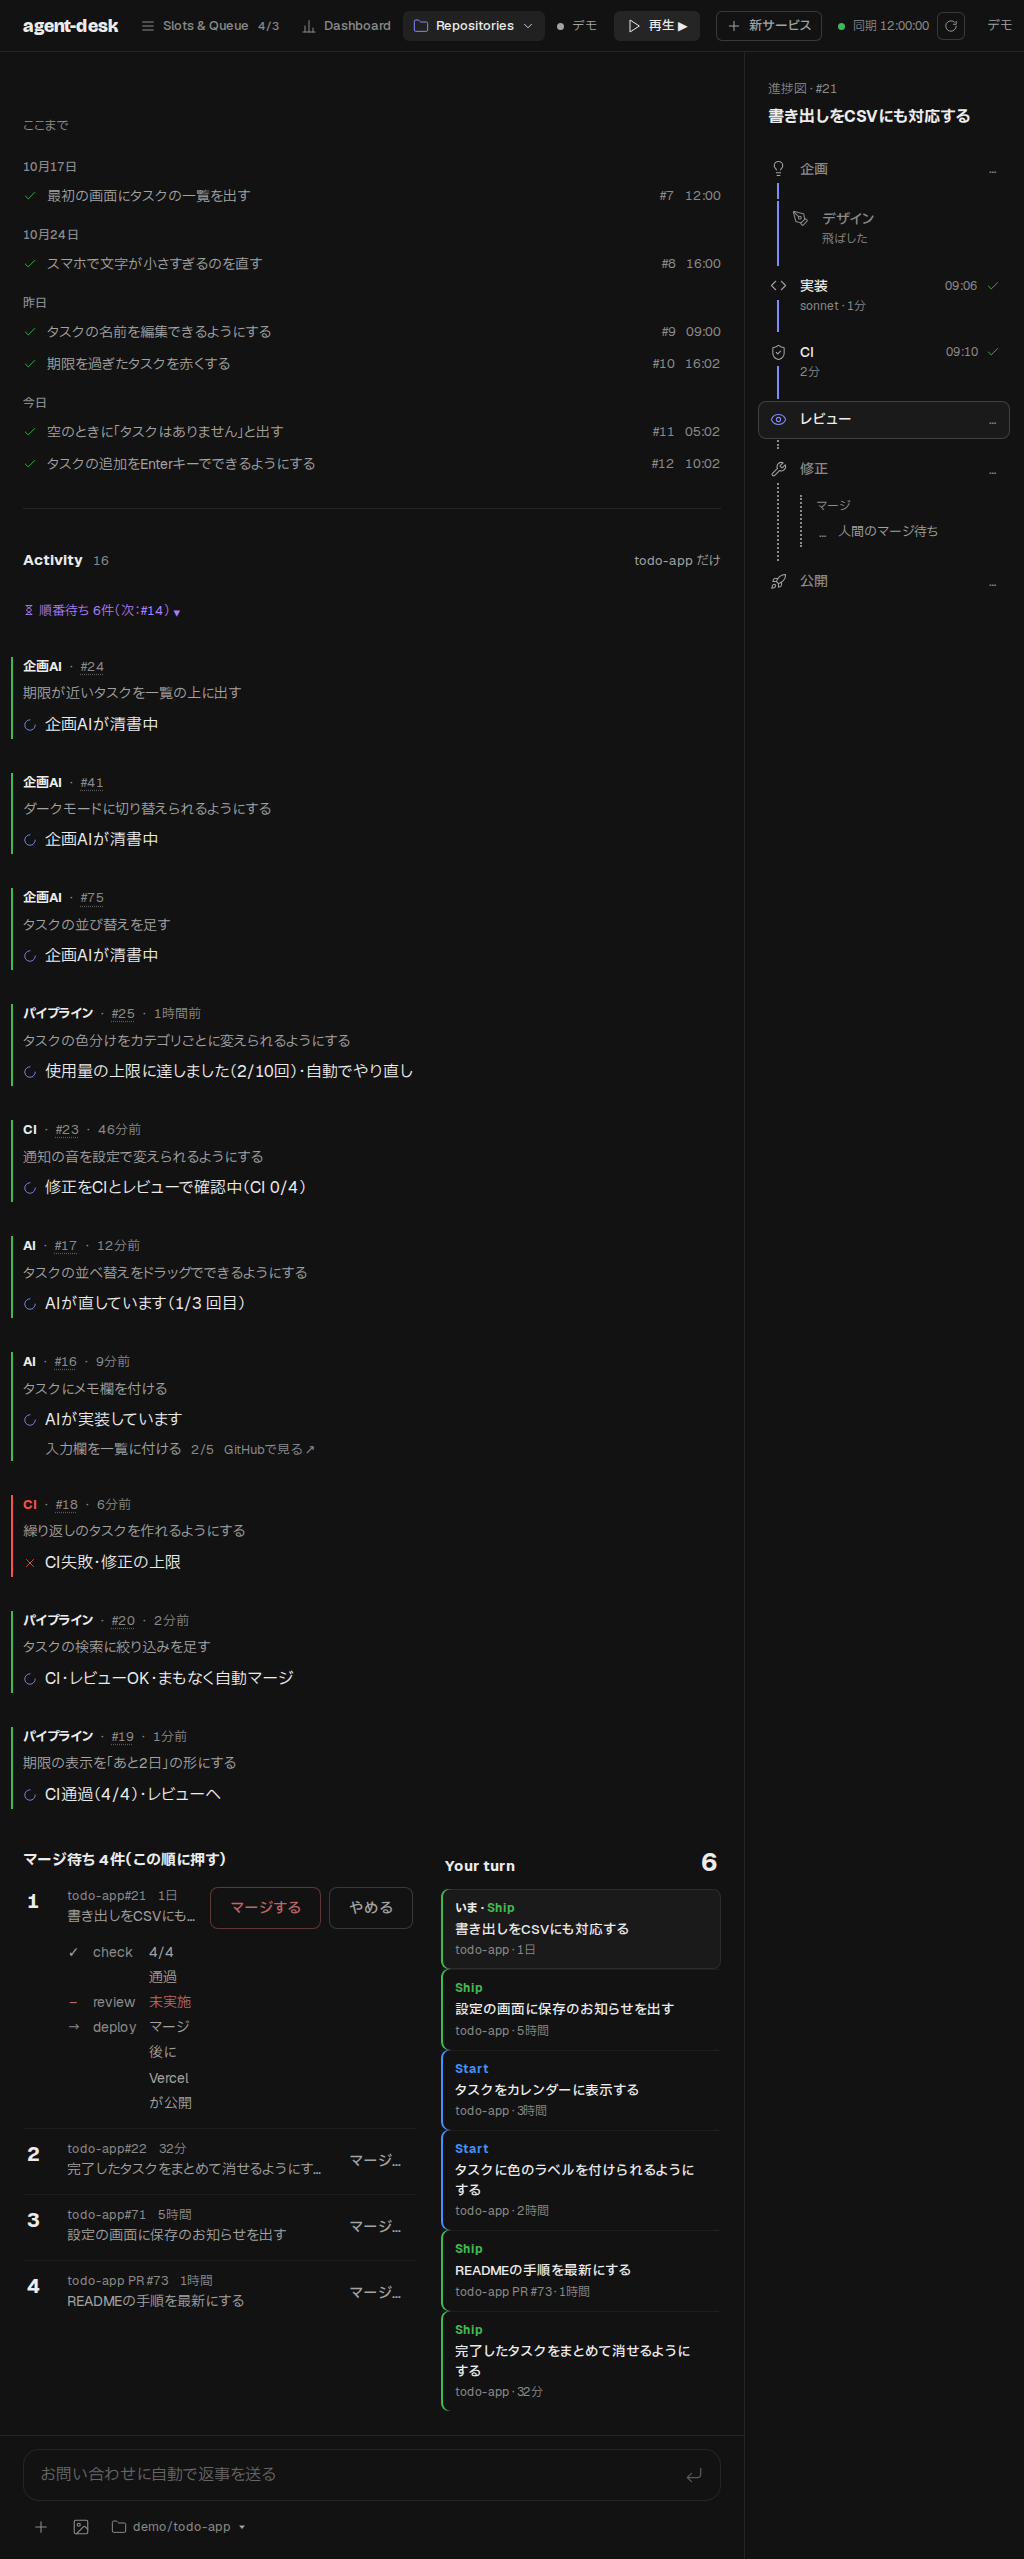 agent-desk
Slots & Queue 4/3
Dashboard
Repositories
デモ
再生 ▶
新サービス
同期 12:00:00
デモ
ここまで
10月17日
最初の画面にタスクの一覧を出す #7 12:00
10月24日
スマホで文字が小さすぎるのを直す #8 16:00
昨日
タスクの名前を編集できるようにする #9 09:00
期限を過ぎたタスクを赤くする #10 16:02
今日
空のときに「タスクはありません」と出す #11 05:02
タスクの追加をEnterキーでできるようにする #12 10:02
Activity 16
todo-app だけ
順番待ち 6件（次：#14） ▾
企画AI · #24
期限が近いタスクを一覧の上に出す
企画AIが清書中
企画AI · #41
ダークモードに切り替えられるようにする
企画AIが清書中
企画AI · #75
タスクの並び替えを足す
企画AIが清書中
パイプライン · #25 · 1時間前
タスクの色分けをカテゴリごとに変えられるようにする
使用量の上限に達しました（2/10回）・自動でやり直し
CI · #23 · 46分前
通知の音を設定で変えられるようにする
修正をCIとレビューで確認中（CI 0/4）
AI · #17 · 12分前
タスクの並べ替えをドラッグでできるようにする
AIが直しています（1/3 回目）
AI · #16 · 9分前
タスクにメモ欄を付ける
AIが実装しています
入力欄を一覧に付ける 2/5 GitHubで見る ↗
CI · #18 · 6分前
繰り返しのタスクを作れるようにする
CI失敗・修正の上限
パイプライン · #20 · 2分前
タスクの検索に絞り込みを足す
CI・レビューOK・まもなく自動マージ
パイプライン · #19 · 1分前
期限の表示を「あと2日」の形にする
CI通過（4/4）・レビューへ
マージ待ち 4件（この順に押す）
1
todo-app#21 1日
書き出しをCSVにも…
マージする
やめる
✓ check 4/4
通過
– review 未実施
→ deploy マージ
後に
Vercel
が公開
2
todo-app#22 32分
完了したタスクをまとめて消せるようにす…
マージ…
3
todo-app#71 5時間
設定の画面に保存のお知らせを出す
マージ…
4
todo-app PR #73 1時間
READMEの手順を最新にする
マージ…
Your turn 6
いま · Ship
書き出しをCSVにも対応する
todo-app · 1日
Ship
設定の画面に保存のお知らせを出す
todo-app · 5時間
Start
タスクをカレンダーに表示する
todo-app · 3時間
Start
タスクに色のラベルを付けられるように
する
todo-app · 2時間
Ship
READMEの手順を最新にする
todo-app PR #73 · 1時間
Ship
完了したタスクをまとめて消せるように
する
todo-app · 32分
お問い合わせに自動で返事を送る
demo/todo-app ▾
進捗図 · #21
書き出しをCSVにも対応する
企画 …
デザイン
飛ばした
実装 09:06
sonnet · 1分
CI 09:10
2分
レビュー …
修正 …
マージ
… 人間のマージ待ち
公開 …